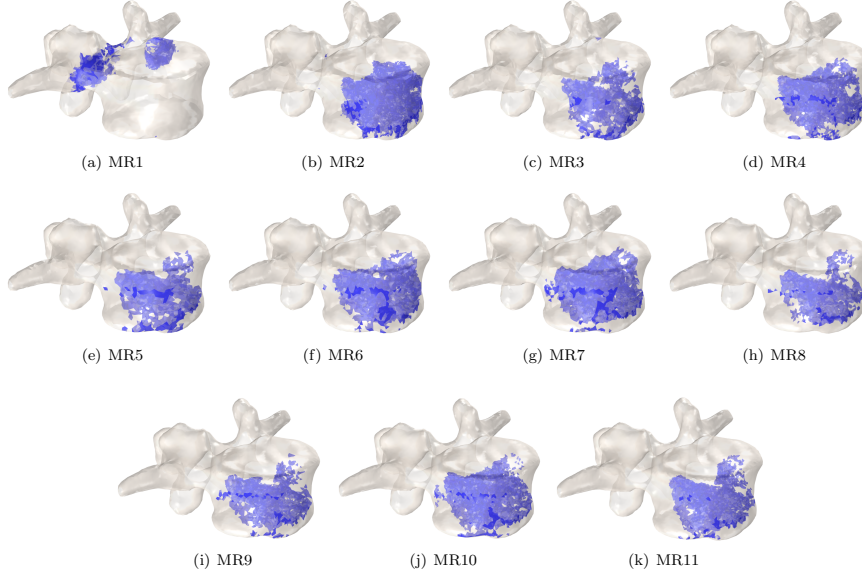 (a) MR1
(b) MR2
(c) MR3
(d) MR4
(e) MR5
(f) MR6
(g) MR7
(h) MR8
(i) MR9
(j) MR10
(k) MR11